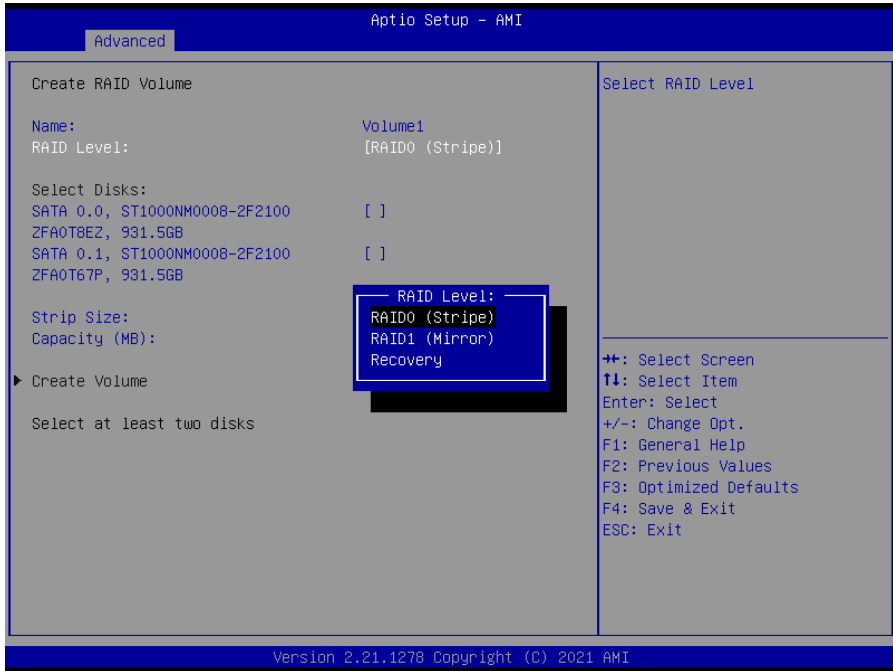 Aptio Setup – AMI
Advanced
Create RAID Volume
Name: Volume1
RAID Level: [RAID0 (Stripe)]
Select Disks:
SATA 0.0, ST1000NM0008-2F2100 [ ]
ZFA0T8EZ, 931.5GB
SATA 0.1, ST1000NM0008-2F2100 [ ]
ZFA0T67P, 931.5GB
Strip Size:
Capacity (MB):
▶ Create Volume
Select at least two disks
RAID Level:
RAID0 (Stripe)
RAID1 (Mirror)
Recovery
Select RAID Level
→←: Select Screen
↑↓: Select Item
Enter: Select
+/-: Change Opt.
F1: General Help
F2: Previous Values
F3: Optimized Defaults
F4: Save & Exit
ESC: Exit
Version 2.21.1278 Copyright (C) 2021 AMI